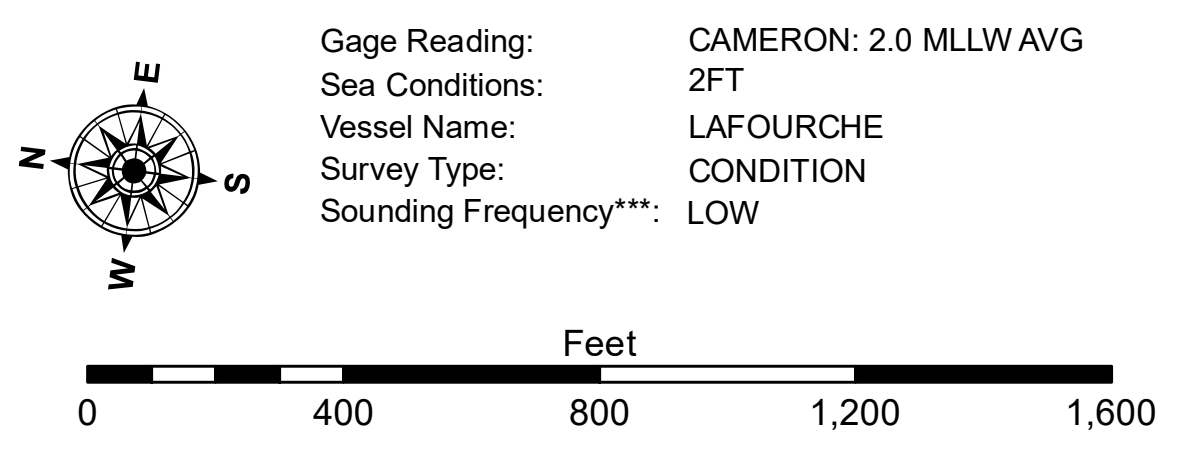 E
N
S
W
Gage Reading: CAMERON: 2.0 MLLW AVG
Sea Conditions: 2FT
Vessel Name: LAFOURCHE
Survey Type: CONDITION
Sounding Frequency***: LOW
Feet
0 400 800 1,200 1,600